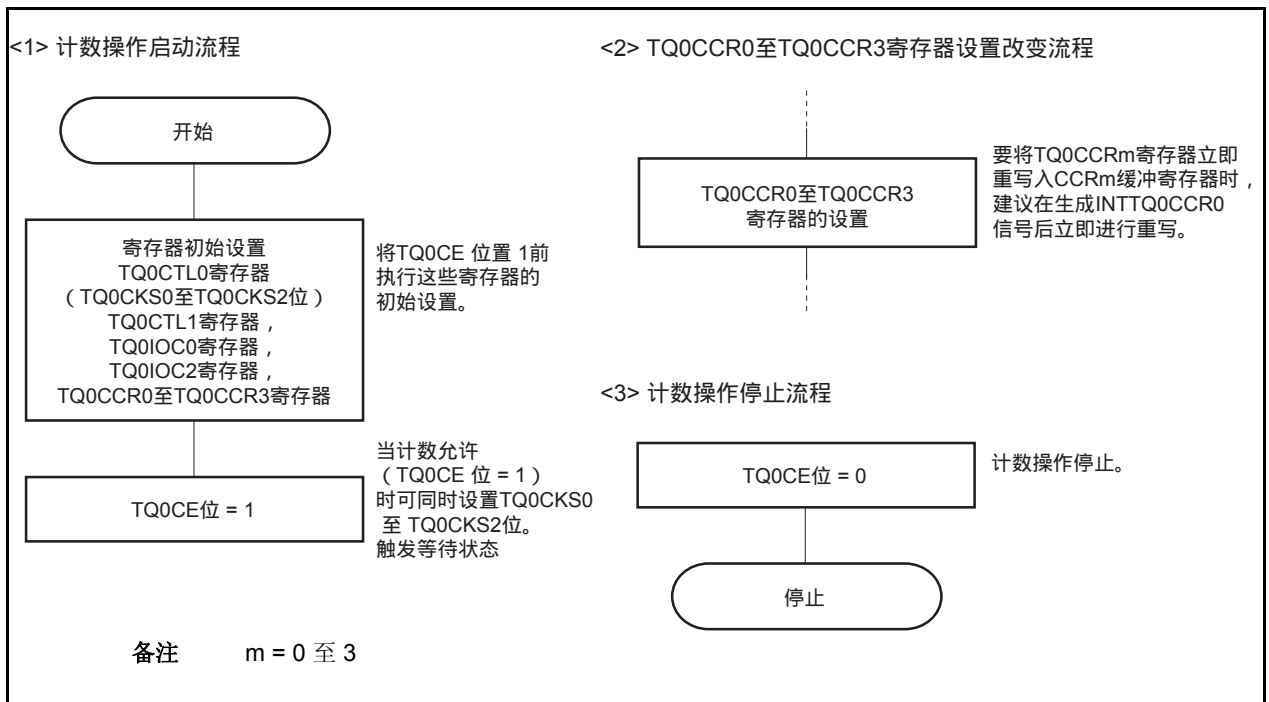 <1> 计数操作启动流程
开始
寄存器初始设置
TQ0CTL0寄存器
（TQ0CKS0至TQ0CKS2位）
TQ0CTL1寄存器，
TQ0IOC0寄存器，
TQ0IOC2寄存器，
TQ0CCR0至TQ0CCR3寄存器
将TQ0CE 位置 1前
执行这些寄存器的
初始设置。
TQ0CE位 = 1
当计数允许
（TQ0CE 位 = 1）
时可同时设置TQ0CKS0
至 TQ0CKS2位。
触发等待状态
<2> TQ0CCR0至TQ0CCR3寄存器设置改变流程
TQ0CCR0至TQ0CCR3
寄存器的设置
要将TQ0CCRm寄存器立即
重写入CCRm缓冲寄存器时，
建议在生成INTTQ0CCR0
信号后立即进行重写。
<3> 计数操作停止流程
TQ0CE位 = 0
计数操作停止。
停止
备注 m = 0 至 3